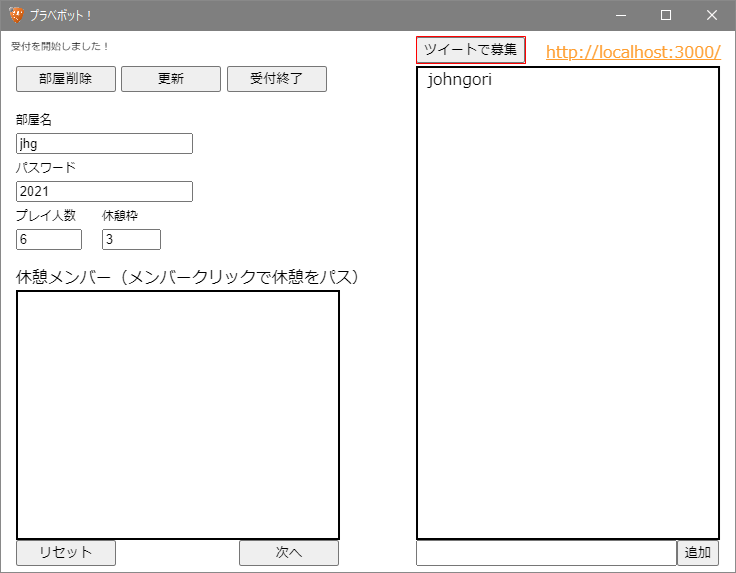 プラベボット！
受付を開始しました！
部屋削除 更新 受付終了
部屋名
jhg
パスワード
2021
プレイ人数 休憩枠
6 3
休憩メンバー（メンバークリックで休憩をパス）
リセット 次へ
ツイートで募集 http://localhost:3000/
johngori
追加